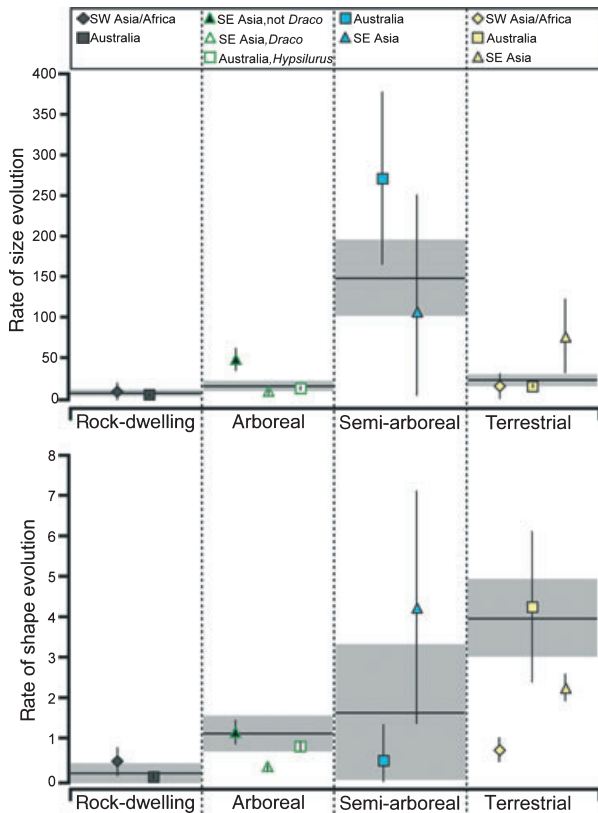 SW Asia/Africa
Australia
SE Asia, not Draco
SE Asia, Draco
Australia, Hypsilurus
Australia
SE Asia
SW Asia/Africa
Australia
SE Asia
Rate of size evolution
400
350
300
250
200
150
100
50
0
Rock-dwelling Arboreal Semi-arboreal Terrestrial
Rate of shape evolution
8
7
6
5
4
3
2
1
0
Rock-dwelling Arboreal Semi-arboreal Terrestrial